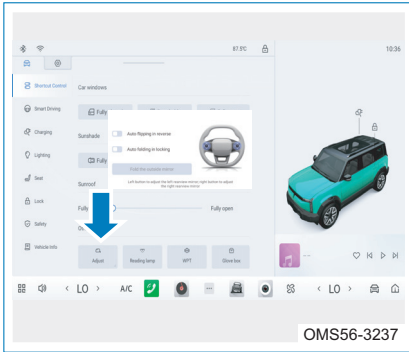 87.5°C
10:36
Shortcut Control
Car windows
Smart Driving
Fully
Auto flipping in reverse
Charging
Sunshade
Auto folding in locking
Lighting
Fully
Fold the outside mirror
Seat
Sunroof
Left button to adjust the left rearview mirror, right button to adjust
the right rearview mirror
Lock
Fully
Fully open
Safety
Vehicle Info
Adjust
Reading lamp
WPT
Glove box
LO
A/C
LO
OMS56-3237